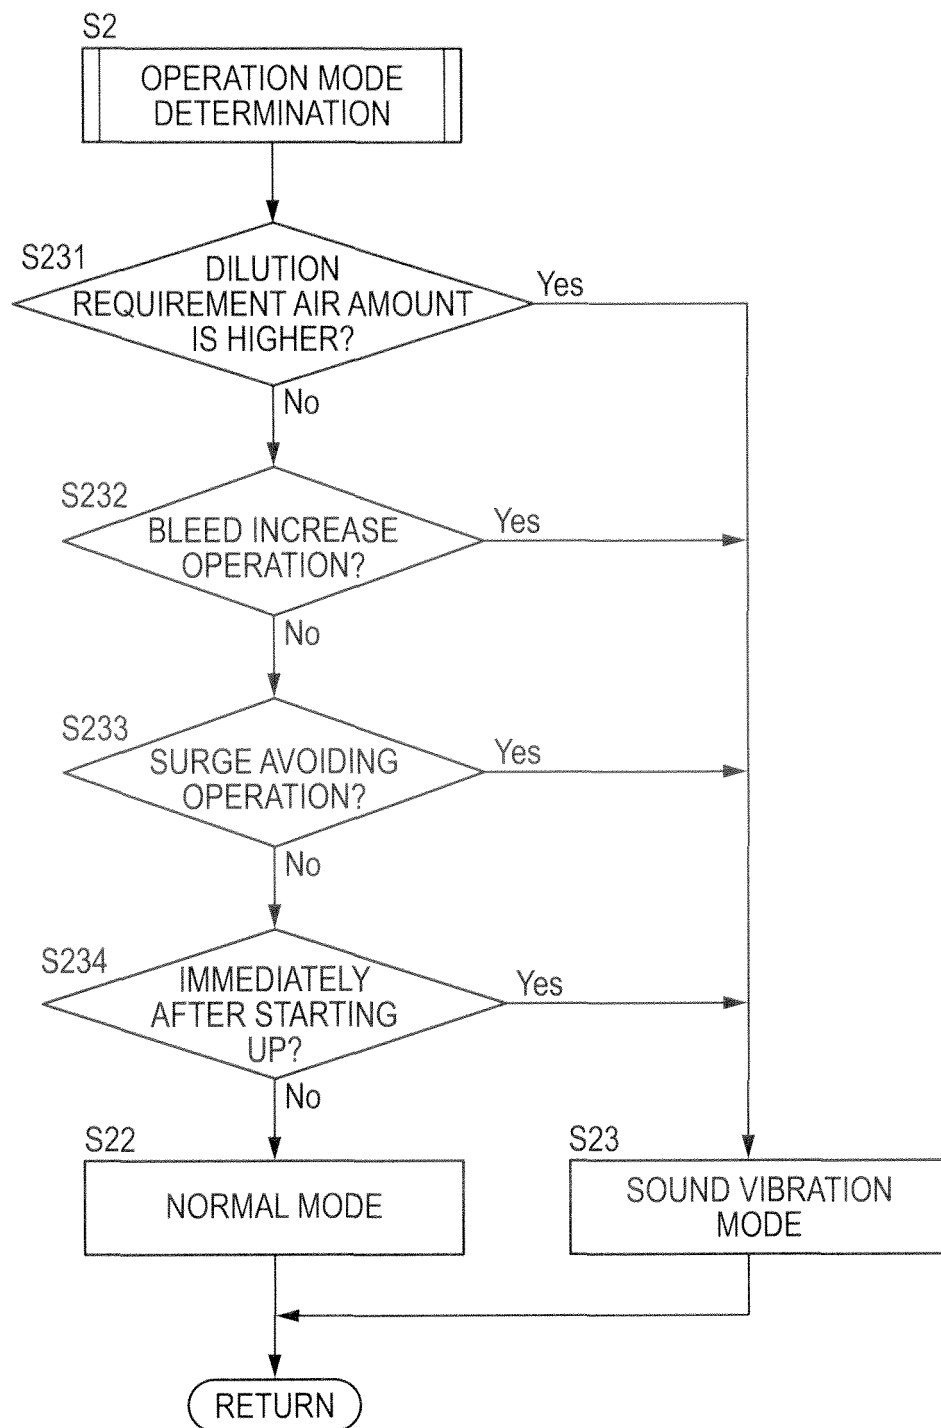 S2
OPERATION MODE
DETERMINATION
S231
DILUTION
REQUIREMENT AIR AMOUNT
IS HIGHER?
Yes
No
S232
BLEED INCREASE
OPERATION?
Yes
No
S233
SURGE AVOIDING
OPERATION?
Yes
No
S234
IMMEDIATELY
AFTER STARTING
UP?
Yes
No
S22
NORMAL MODE
S23
SOUND VIBRATION
MODE
RETURN